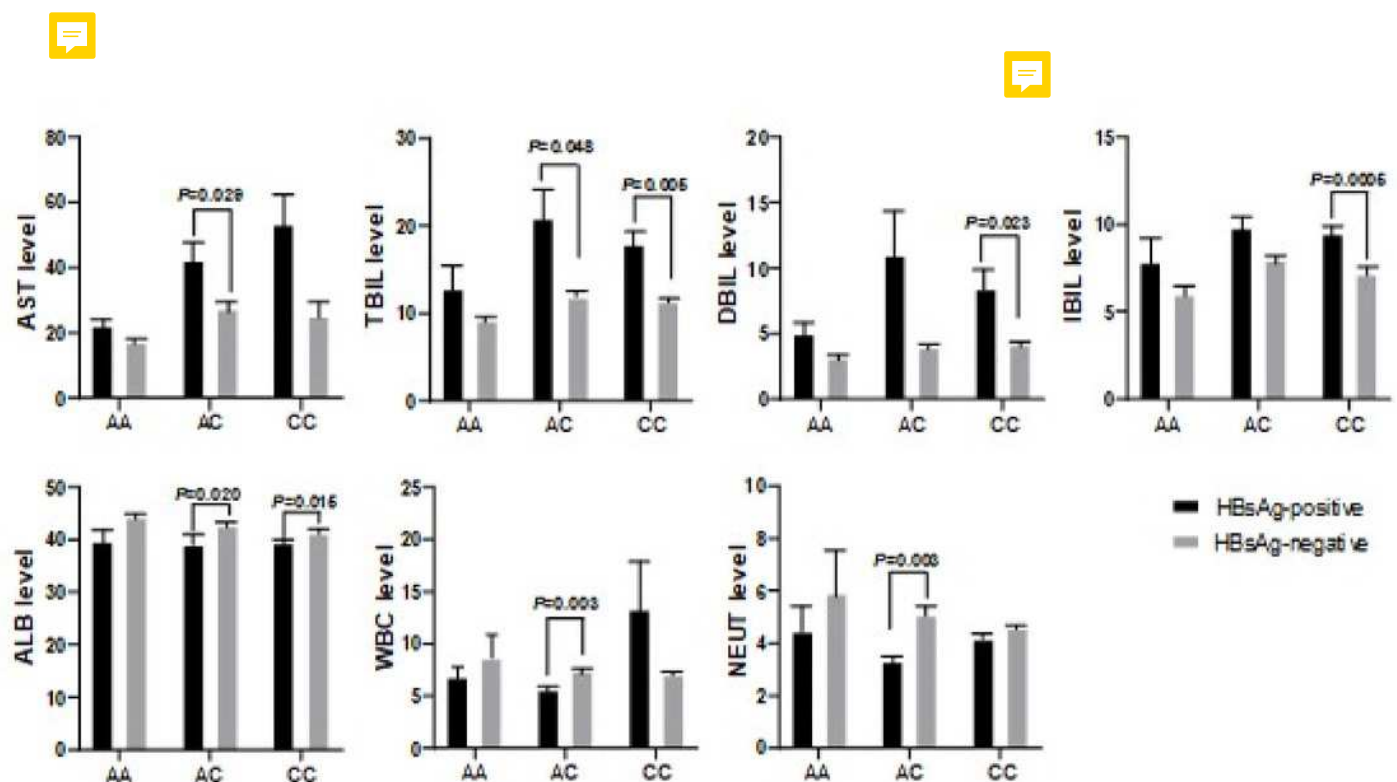 AST level
80
60
40
20
0
P=0.029
AA AC CC
TBIL level
30
20
10
0
P=0.048
P=0.005
AA AC CC
DBIL level
20
15
10
5
0
P=0.023
AA AC CC
IBIL level
15
10
5
0
P=0.0005
AA AC CC
ALB level
50
40
30
20
10
0
P=0.020
P=0.015
AA AC CC
WBC level
25
20
15
10
5
0
P=0.003
AA AC CC
NEUT level
10
8
6
4
2
0
P=0.003
AA AC CC
HBsAg-positive
HBsAg-negative